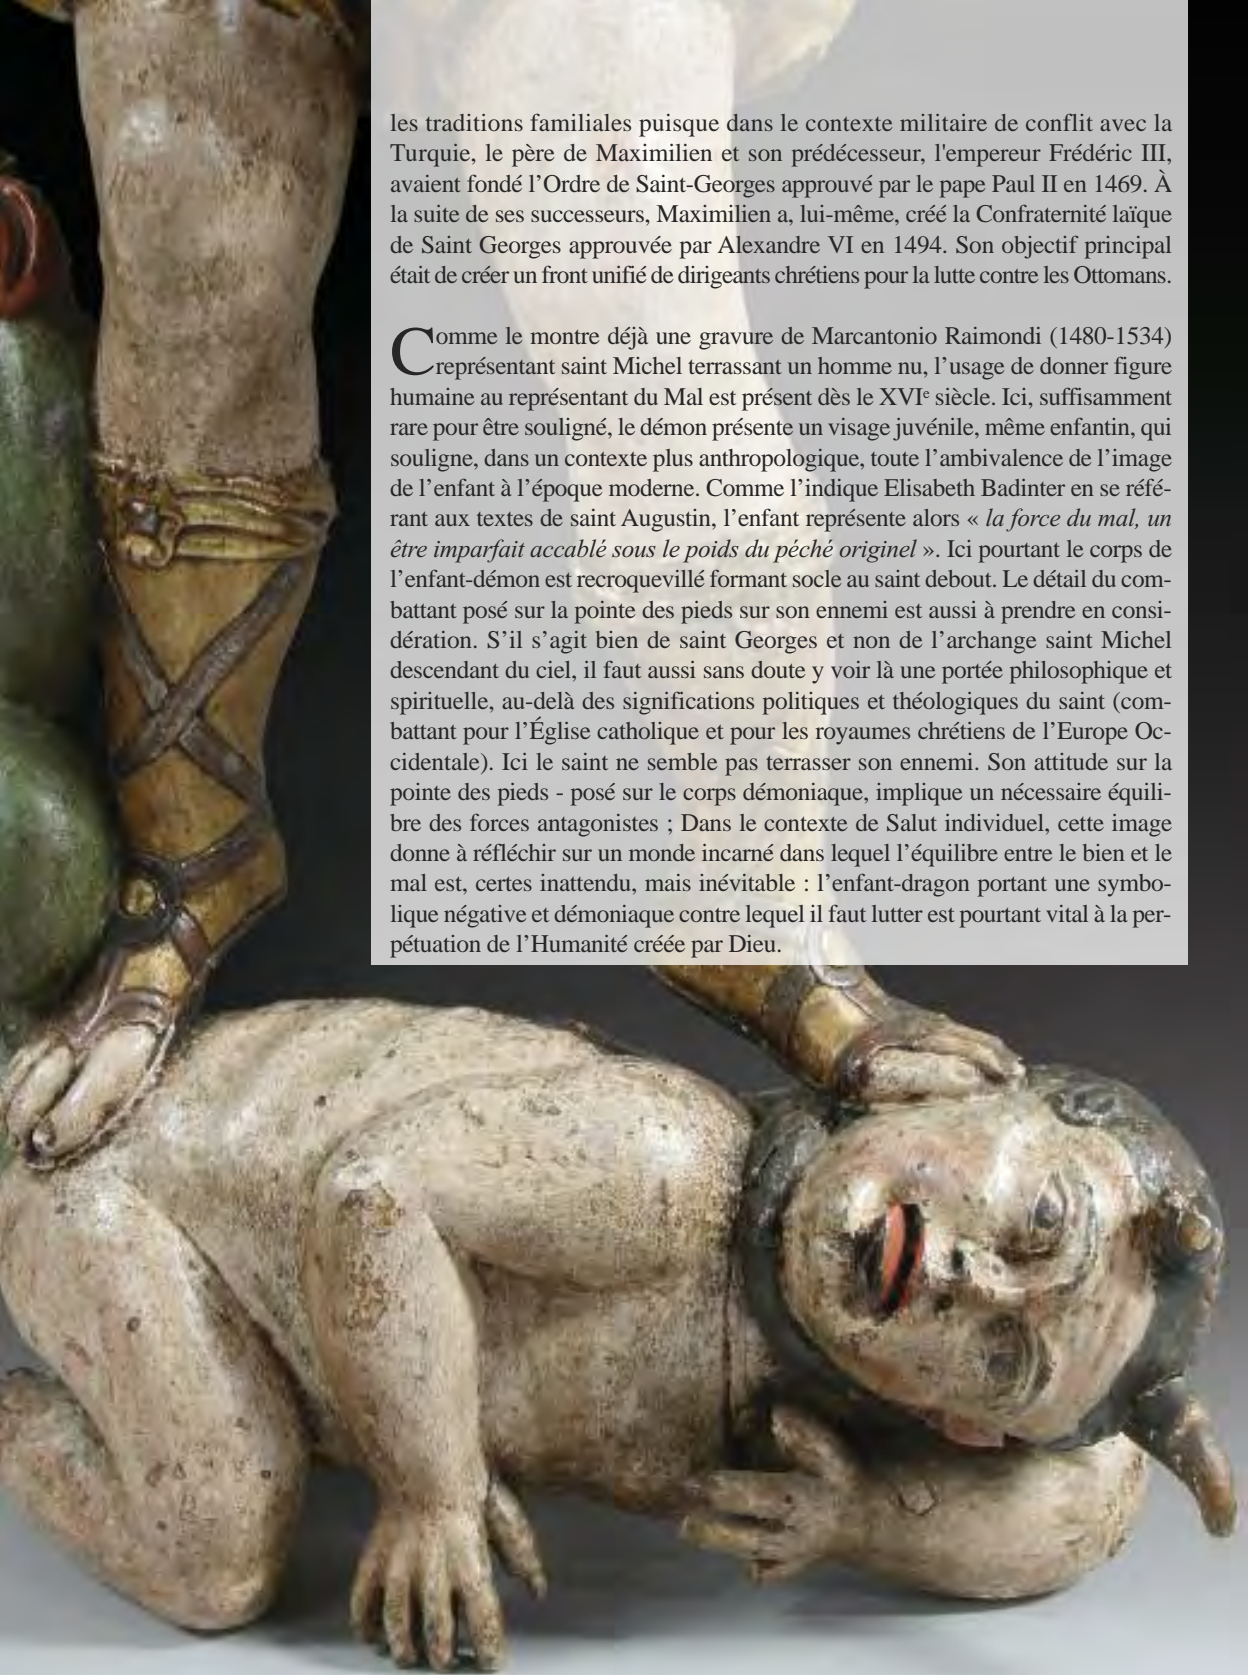 les traditions familiales puisque dans le contexte militaire de conflit avec la
Turquie, le père de Maximilien et son prédécesseur, l'empereur Frédéric III,
avaient fondé l’Ordre de Saint-Georges approuvé par le pape Paul II en 1469. À
la suite de ses successeurs, Maximilien a, lui-même, créé la Confraternité laïque
de Saint Georges approuvée par Alexandre VI en 1494. Son objectif principal
était de créer un front unifié de dirigeants chrétiens pour la lutte contre les Ottomans.
Comme le montre déjà une gravure de Marcantonio Raimondi (1480-1534)
représentant saint Michel terrassant un homme nu, l’usage de donner figure
humaine au représentant du Mal est présent dès le XVIe siècle. Ici, suffisamment
rare pour être souligné, le démon présente un visage juvénile, même enfantin, qui
souligne, dans un contexte plus anthropologique, toute l’ambivalence de l’image
de l’enfant à l’époque moderne. Comme l’indique Elisabeth Badinter en se réfé-
rant aux textes de saint Augustin, l’enfant représente alors « la force du mal, un
être imparfait accablé sous le poids du péché originel ». Ici pourtant le corps de
l’enfant-démon est recroquevillé formant socle au saint debout. Le détail du com-
battant posé sur la pointe des pieds sur son ennemi est aussi à prendre en consi-
dération. S’il s’agit bien de saint Georges et non de l’archange saint Michel
descendant du ciel, il faut aussi sans doute y voir là une portée philosophique et
spirituelle, au-delà des significations politiques et théologiques du saint (com-
battant pour l’Église catholique et pour les royaumes chrétiens de l’Europe Oc-
cidentale). Ici le saint ne semble pas terrasser son ennemi. Son attitude sur la
pointe des pieds - posé sur le corps démoniaque, implique un nécessaire équili-
bre des forces antagonistes ; Dans le contexte de Salut individuel, cette image
donne à réfléchir sur un monde incarné dans lequel l’équilibre entre le bien et le
mal est, certes inattendu, mais inévitable : l’enfant-dragon portant une symbo-
lique négative et démoniaque contre lequel il faut lutter est pourtant vital à la per-
pétuation de l’Humanité créée par Dieu.